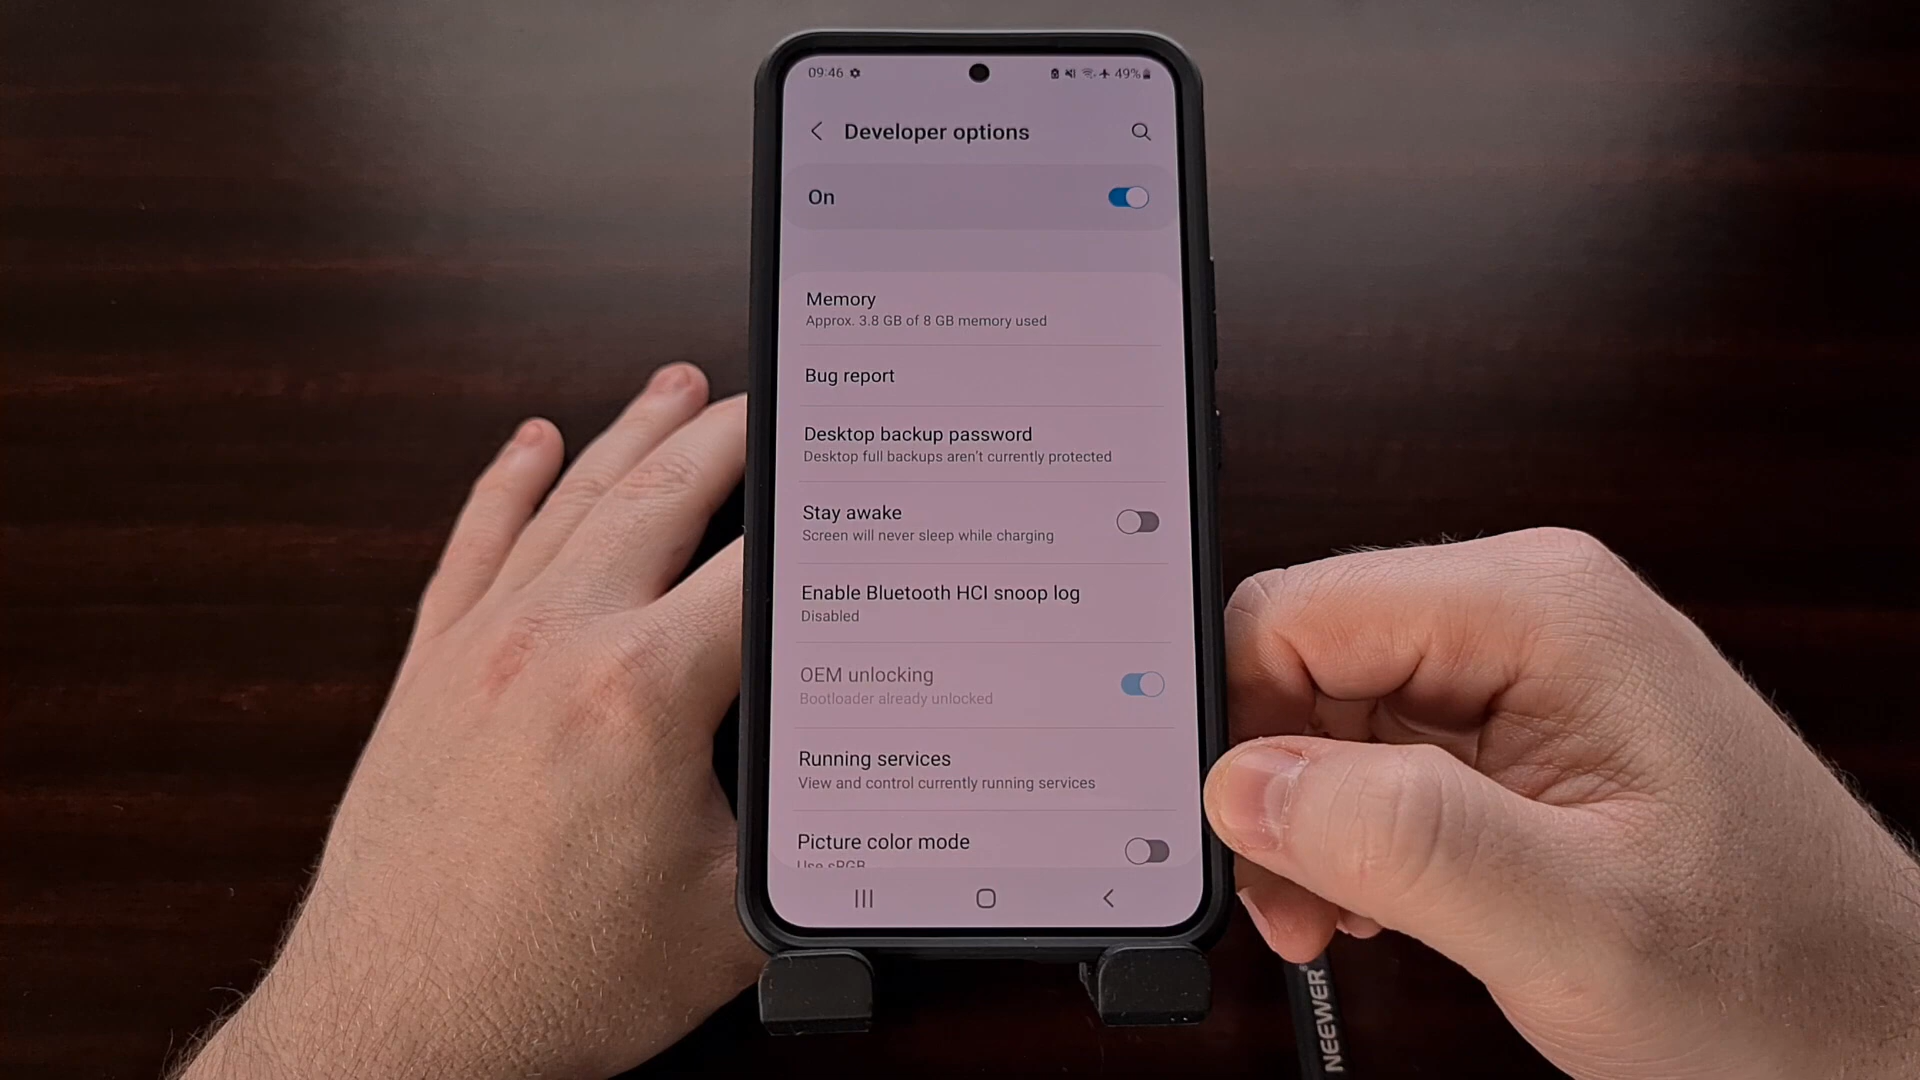 09:46
49%
Developer options
On
Memory
Approx. 3.8 GB of 8 GB memory used
Bug report
Desktop backup password
Desktop full backups aren't currently protected
Stay awake
Screen will never sleep while charging
Enable Bluetooth HCI snoop log
Disabled
OEM unlocking
Bootloader already unlocked
Running services
View and control currently running services
Picture color mode
Use sRGB
NEEWER®